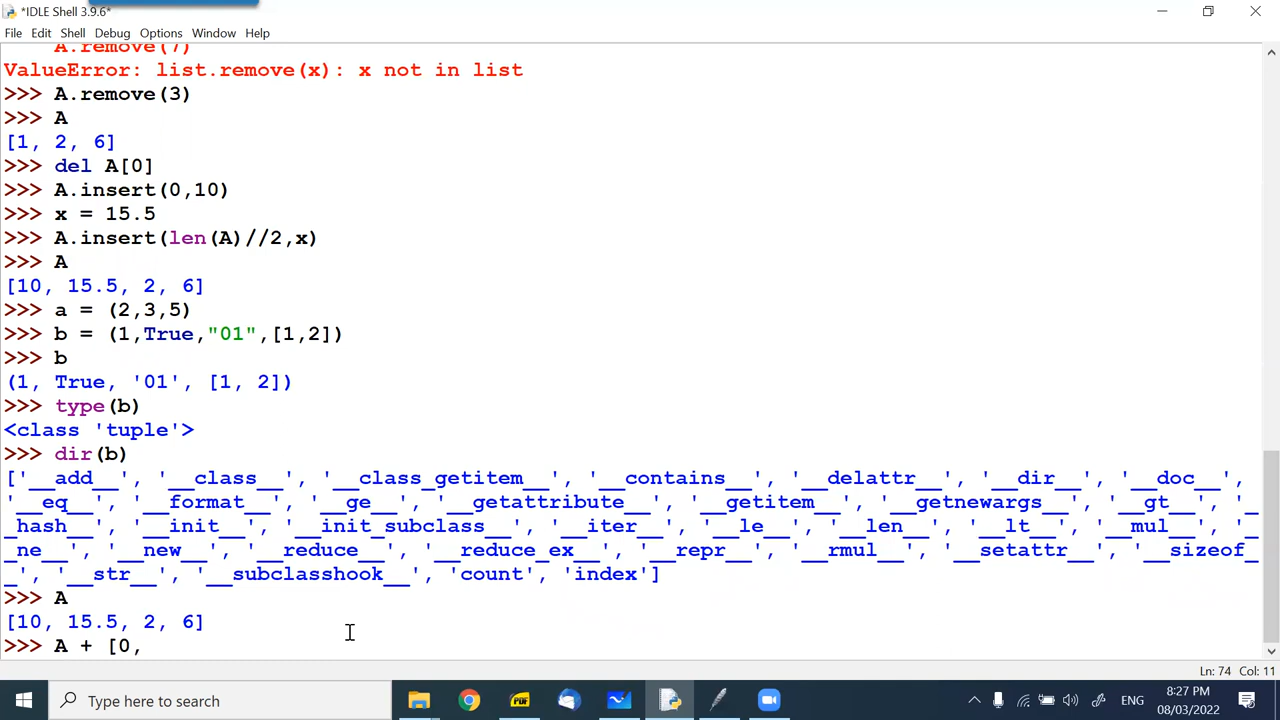 *IDLE Shell 3.9.6*
File Edit Shell Debug Options Window Help
A.remove(7)
ValueError: list.remove(x): x not in list
>>> A.remove(3)
>>> A
[1, 2, 6]
>>> del A[0]
>>> A.insert(0,10)
>>> x = 15.5
>>> A.insert(len(A)//2,x)
>>> A
[10, 15.5, 2, 6]
>>> a = (2,3,5)
>>> b = (1,True,"01",[1,2])
>>> b
(1, True, '01', [1, 2])
>>> type(b)
<class 'tuple'>
>>> dir(b)
['__add__', '__class__', '__class_getitem__', '__contains__', '__delattr__', '__dir__', '__doc__',
'__eq__', '__format__', '__ge__', '__getattribute__', '__getitem__', '__getnewargs__', '__gt__', '_
_hash__', '__init__', '__init_subclass__', '__iter__', '__le__', '__len__', '__lt__', '__mul__', '_
_ne__', '__new__', '__reduce__', '__reduce_ex__', '__repr__', '__rmul__', '__setattr__', '__sizeof_
_', '__str__', '__subclasshook__', 'count', 'index']
>>> A
[10, 15.5, 2, 6]
>>> A + [0,
Ln: 74 Col: 11
Type here to search
PDF
ENG
8:27 PM
08/03/2022